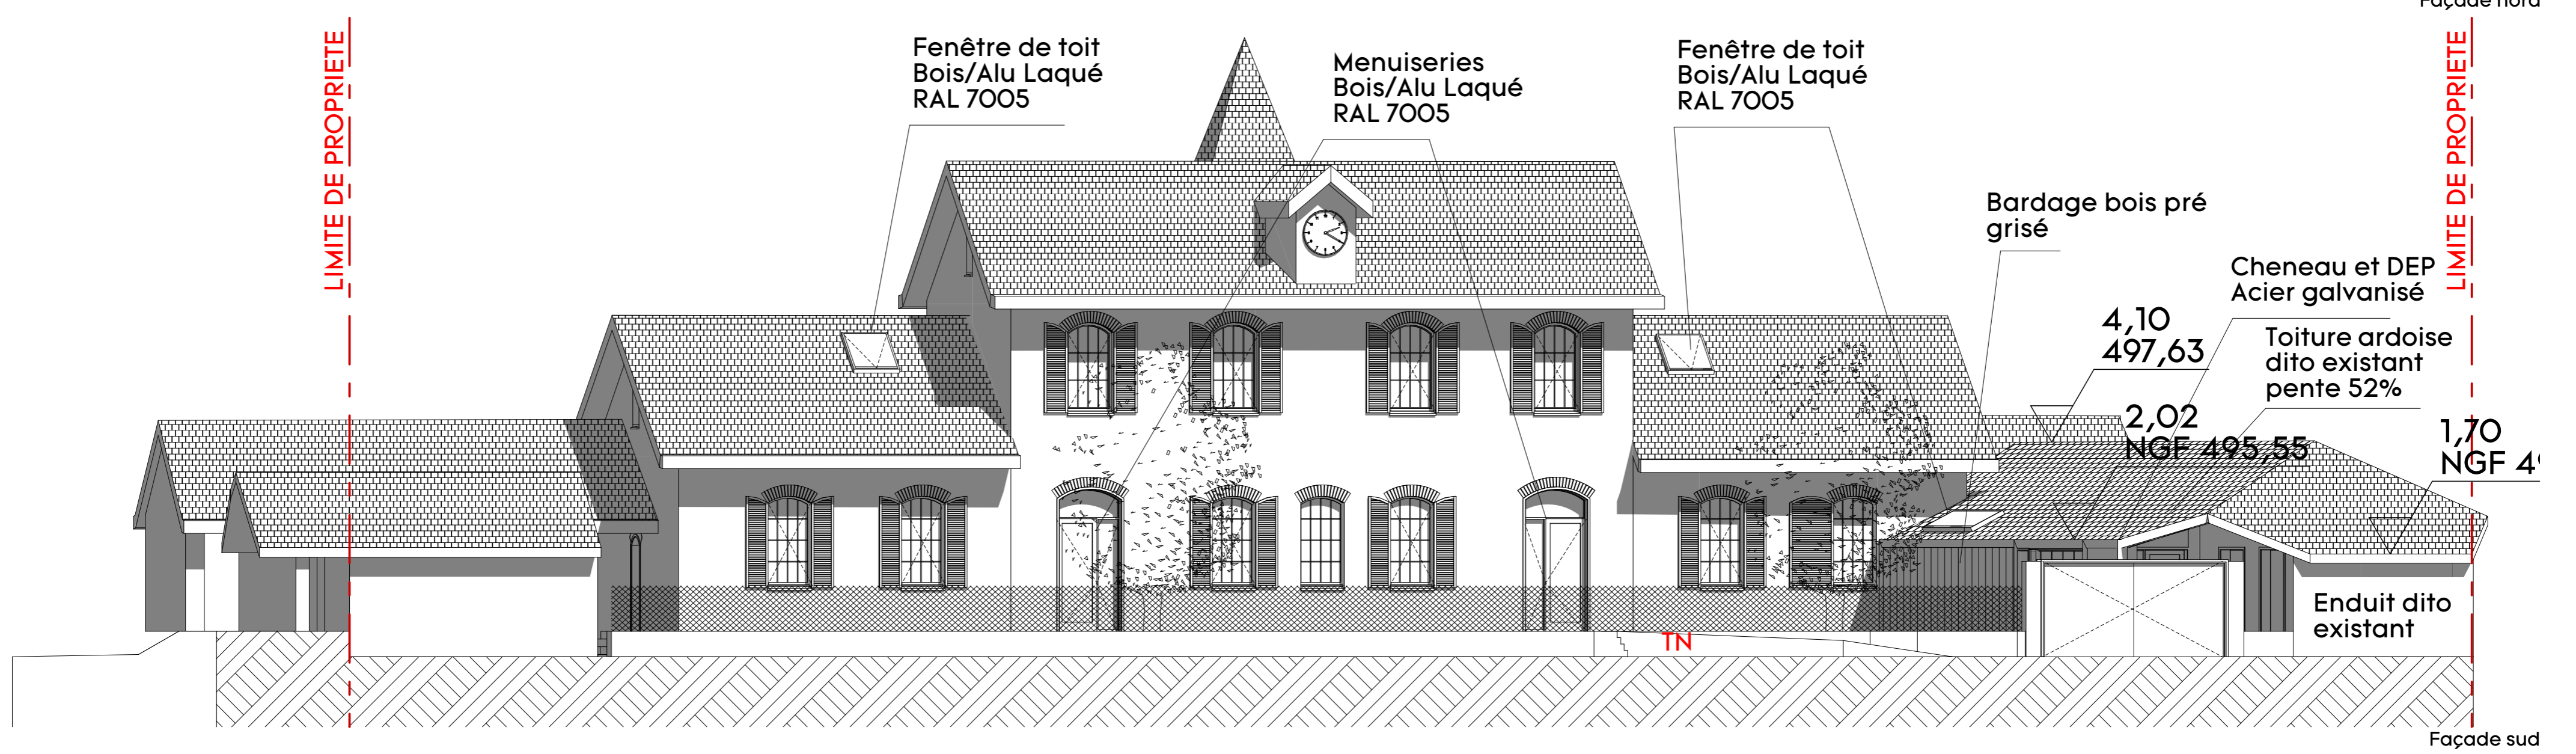 Façade nord
LIMITE DE PROPRIETE
Fenêtre de toit
Bois/Alu Laqué
RAL 7005
Menuiseries
Bois/Alu Laqué
RAL 7005
Fenêtre de toit
Bois/Alu Laqué
RAL 7005
LIMITE DE PROPRIETE
Bardage bois pré
grisé
Cheneau et DEP
Acier galvanisé
4,10
497,63
Toiture ardoise
dito existant
pente 52%
2,02
NGF 495,55
1,70
NGF 49
Enduit dito
existant
TN
Façade sud